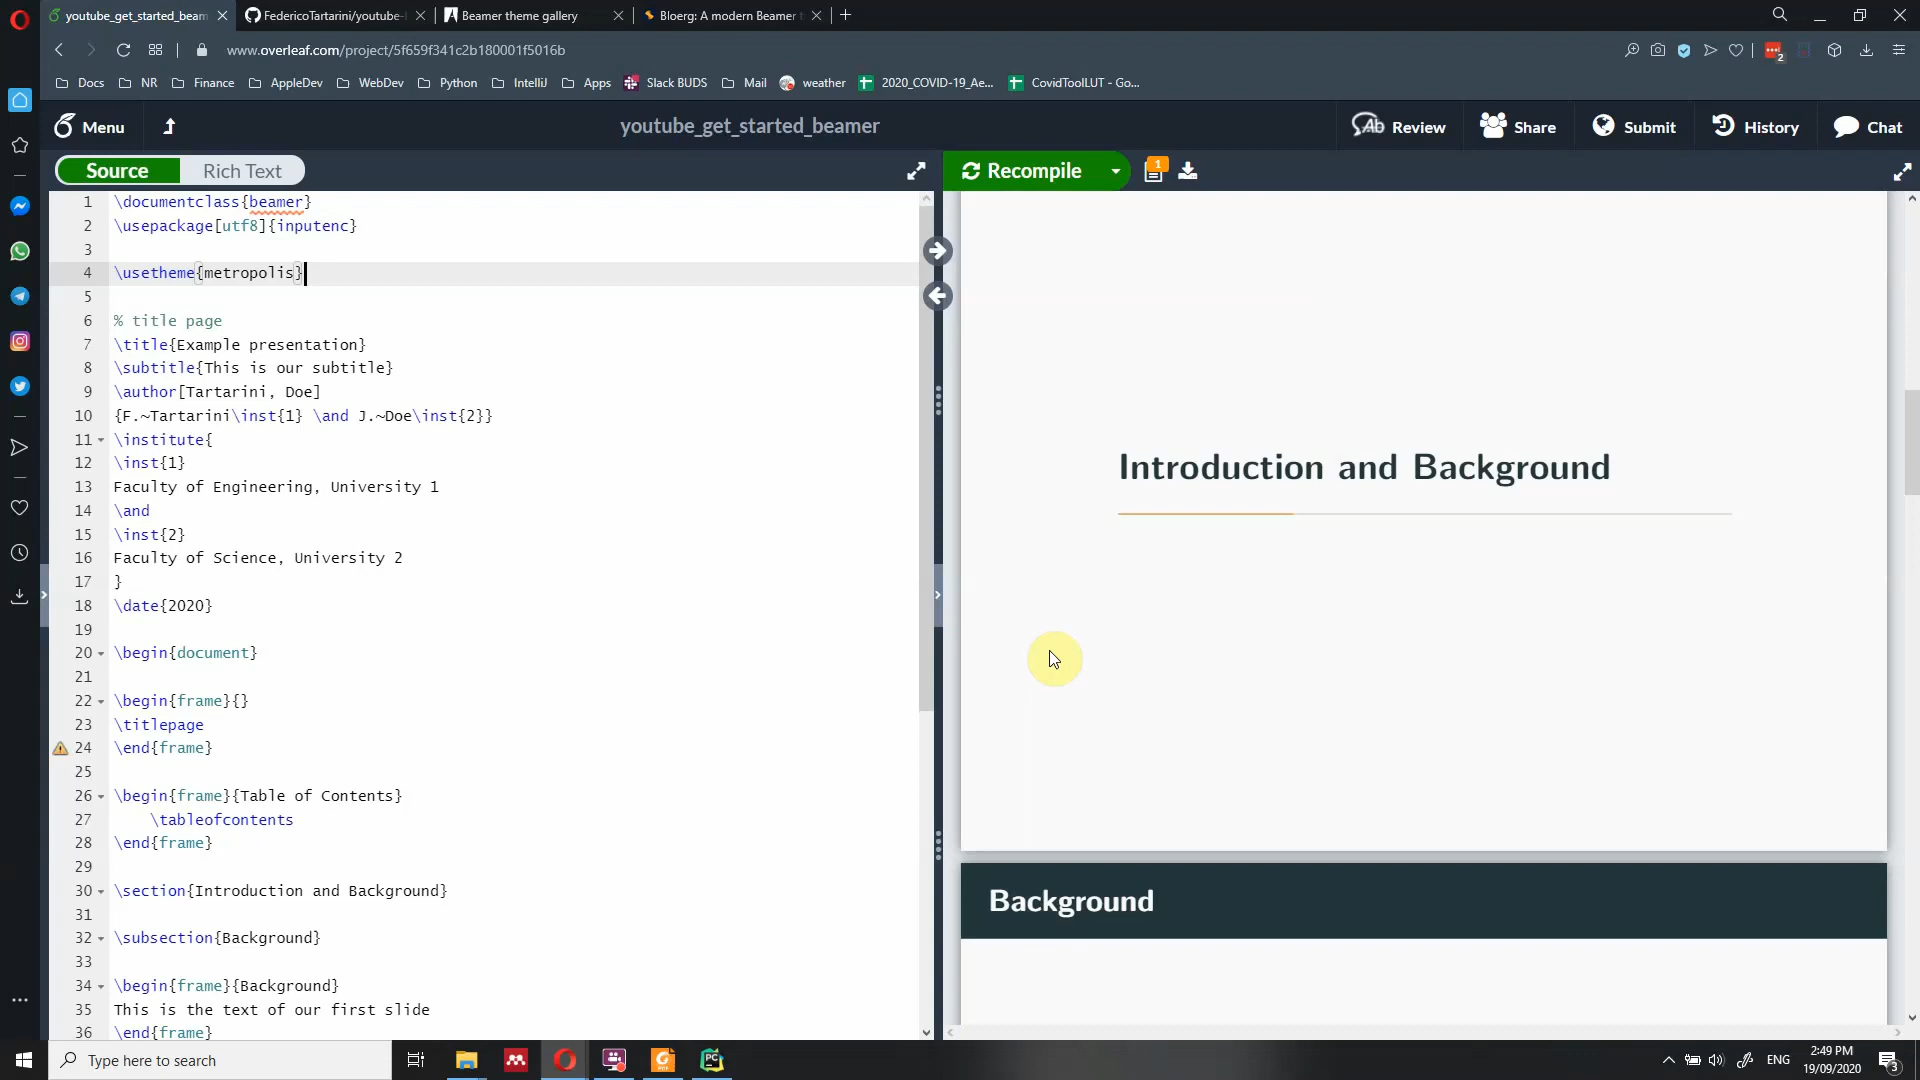 youtube_get_started_beam
FedericoTartarini/youtube-
Beamer theme gallery
Bloerg: A modern Beamer
www.overleaf.com/project/5f659f341c2b180001f5016b
2
Docs
NR
Finance
AppleDev
WebDev
Python
IntelliJ
Apps
Slack BUDS
Mail
weather
2020_COVID-19_Ae...
CovidToolLUT - Go...
Menu
youtube_get_started_beamer
Review
Share
Submit
History
Chat
Source
Rich Text
Recompile
1
1 \documentclass{beamer}
2 \usepackage[utf8]{inputenc}
3
4 \usetheme{metropolis}
5
6 % title page
7 \title{Example presentation}
8 \subtitle{This is our subtitle}
9 \author[Tartarini, Doe]
10 {F.~Tartarini\inst{1} \and J.~Doe\inst{2}}
11 \institute{
12 \inst{1}
13 Faculty of Engineering, University 1
14 \and
15 \inst{2}
16 Faculty of Science, University 2
17 }
18 \date{2020}
19
20 \begin{document}
21
22 \begin{frame}{}
23 \titlepage
24 \end{frame}
25
26 \begin{frame}{Table of Contents}
27 \tableofcontents
28 \end{frame}
29
30 \section{Introduction and Background}
31
32 \subsection{Background}
33
34 \begin{frame}{Background}
35 This is the text of our first slide
36 \end{frame}
Introduction and Background
Background
Type here to search
ENG
2:49 PM
19/09/2020
3